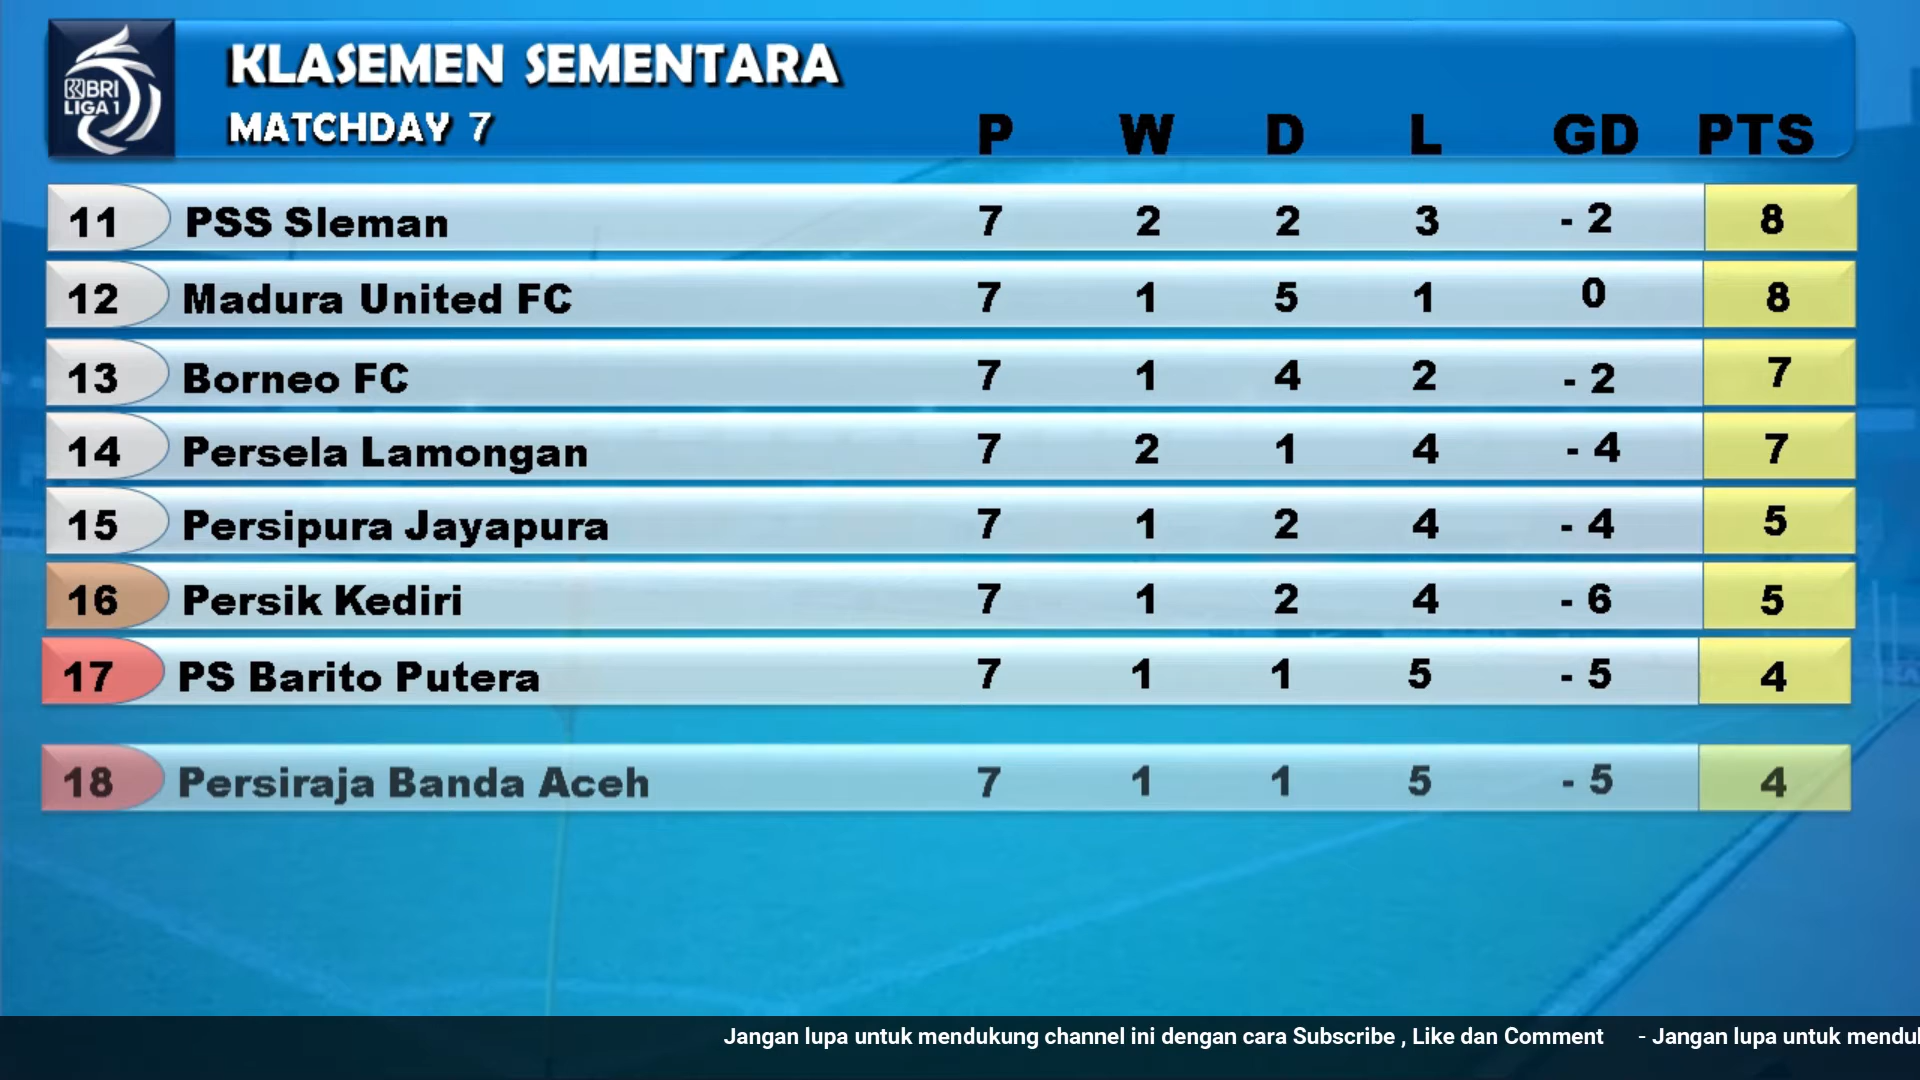 BRI
LIGA 1
KLASEMEN SEMENTARA
MATCHDAY 7
P W D L GD PTS
11 PSS Sleman 7 2 2 3 - 2 8
12 Madura United FC 7 1 5 1 0 8
13 Borneo FC 7 1 4 2 - 2 7
14 Persela Lamongan 7 2 1 4 - 4 7
15 Persipura Jayapura 7 1 2 4 - 4 5
16 Persik Kediri 7 1 2 4 - 6 5
17 PS Barito Putera 7 1 1 5 - 5 4
18 Persiraja Banda Aceh 7 1 1 5 - 5 4
Jangan lupa untuk mendukung channel ini dengan cara Subscribe , Like dan Comment - Jangan lupa untuk menduk